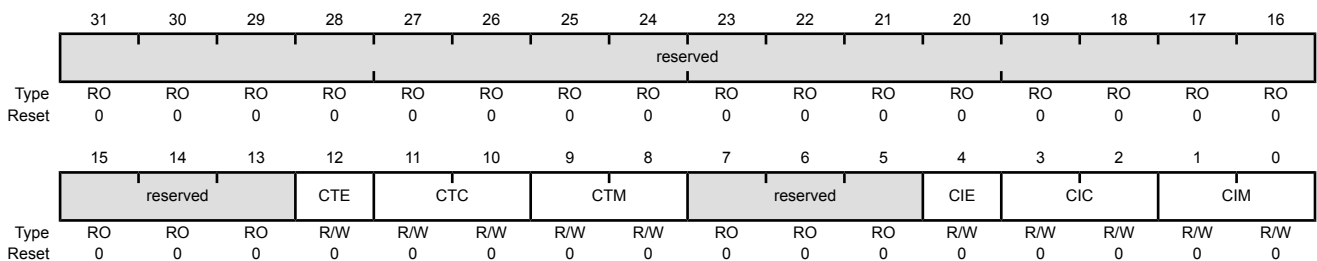 31 30 29 28 27 26 25 24 23 22 21 20 19 18 17 16
reserved
Type RO RO RO RO RO RO RO RO RO RO RO RO RO RO RO RO
Reset 0 0 0 0 0 0 0 0 0 0 0 0 0 0 0 0
15 14 13 12 11 10 9 8 7 6 5 4 3 2 1 0
reserved CTE CTC CTM reserved CIE CIC CIM
Type RO RO RO R/W R/W R/W R/W R/W RO RO RO R/W R/W R/W R/W R/W
Reset 0 0 0 0 0 0 0 0 0 0 0 0 0 0 0 0